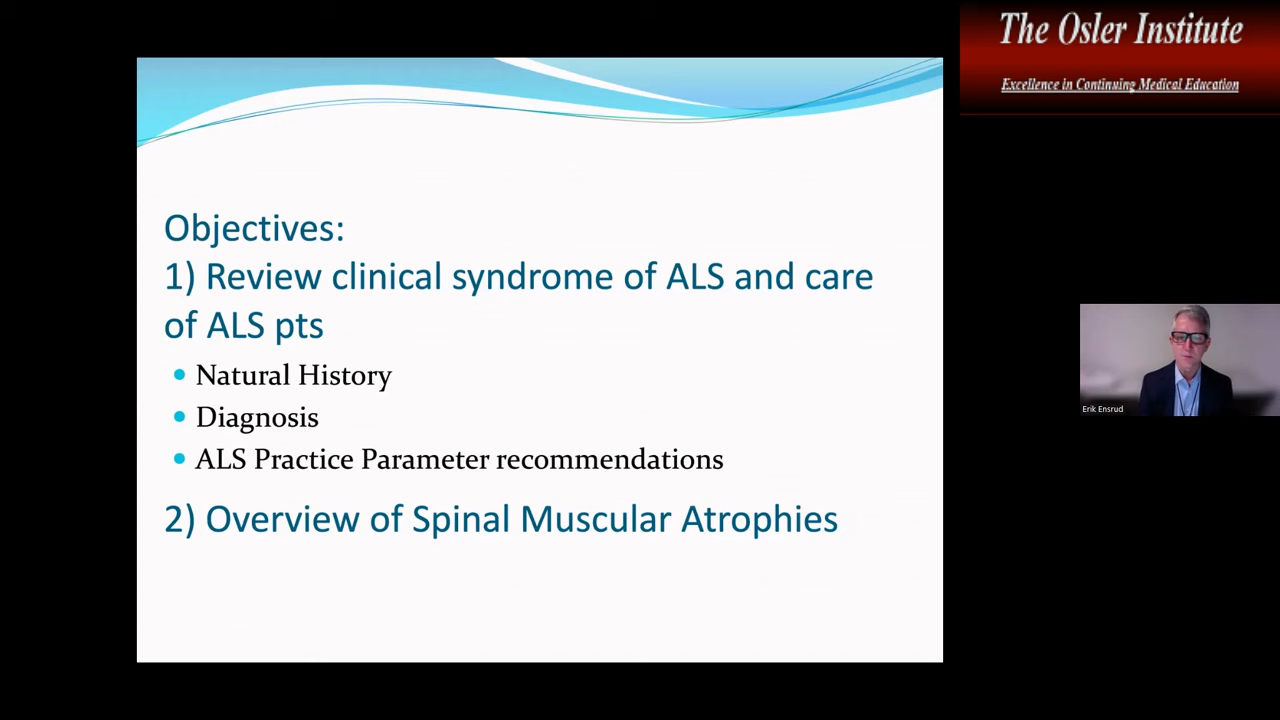 The Osler Institute
Excellence in Continuing Medical Education
Objectives:
1) Review clinical syndrome of ALS and care
of ALS pts
• Natural History
• Diagnosis
• ALS Practice Parameter recommendations
2) Overview of Spinal Muscular Atrophies
Erik Ensrud